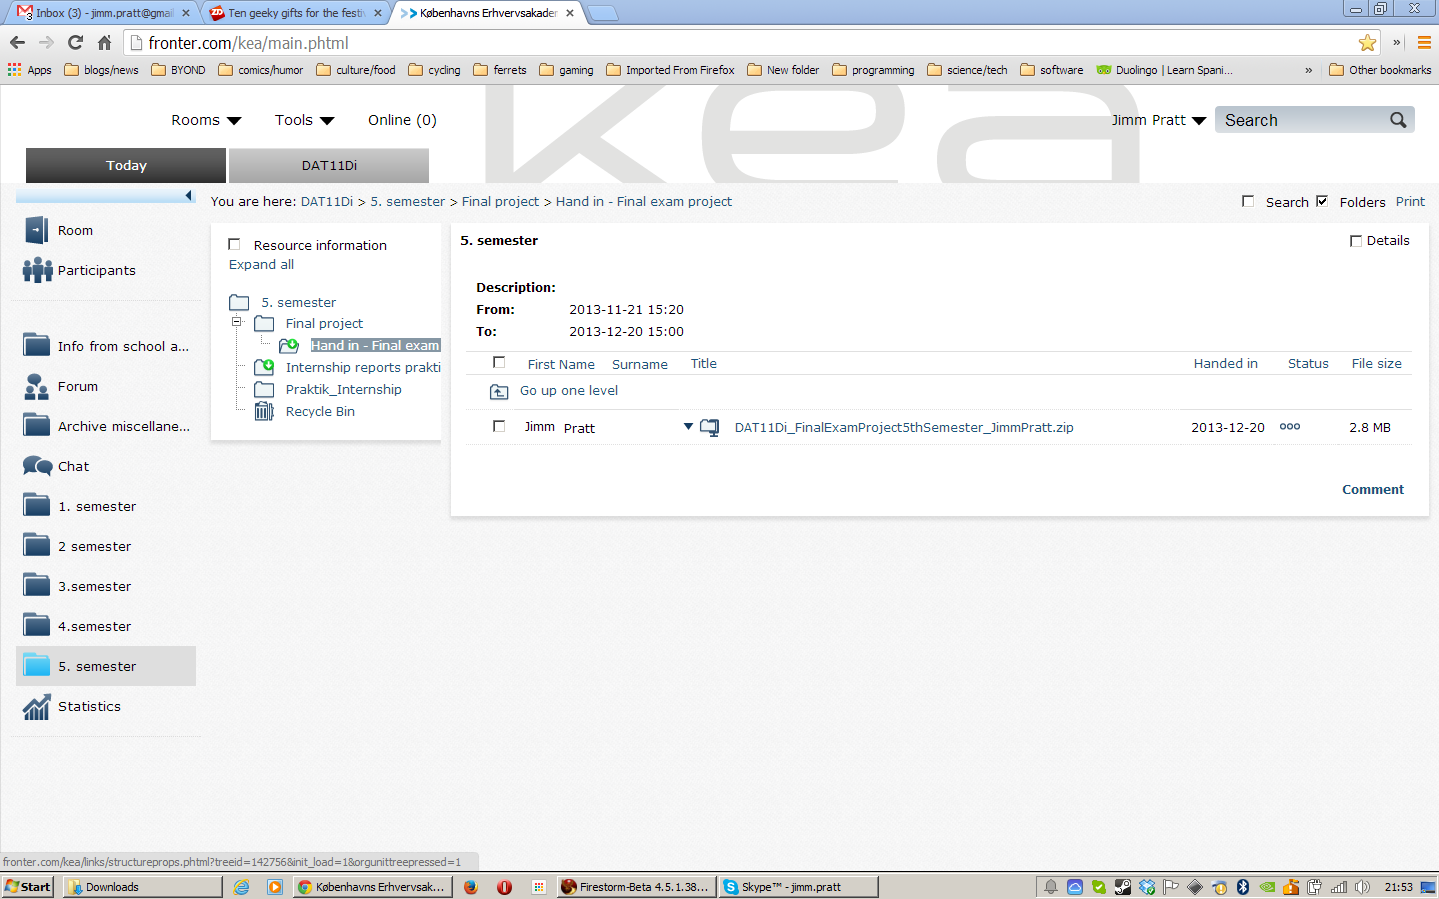 Inbox (3) - jimm.pratt@gmail
Ten geeky gifts for the festiv
Københavns Erhvervsakader
fronter.com/kea/main.phtml
Apps
blogs/news
BYOND
comics/humor
culture/food
cycling
ferrets
gaming
Imported From Firefox
New folder
programming
science/tech
software
Duolingo | Learn Spani...
»
Other bookmarks
kea
Rooms
Tools
Online (0)
Jimm Pratt
Search
Today
DAT11Di
You are here: DAT11Di > 5. semester > Final project > Hand in - Final exam project
Search
Folders
Print
Room
Participants
Info from school a...
Forum
Archive miscellane...
Chat
1. semester
2 semester
3.semester
4.semester
5. semester
Statistics
Resource information
Expand all
5. semester
Final project
Hand in - Final exam
Internship reports prakti
Praktik_Internship
Recycle Bin
5. semester
Details
Description:
From: 2013-11-21 15:20
To: 2013-12-20 15:00
First Name Surname Title Handed in Status File size
Go up one level
Jimm Pratt DAT11Di_FinalExamProject5thSemester_JimmPratt.zip 2013-12-20 2.8 MB
Comment
fronter.com/kea/links/structureprops.phtml?treeid=142756&init_load=1&orgunittreepressed=1
Start
Downloads
Københavns Erhvervsak...
Firestorm-Beta 4.5.1.38...
Skype™ - jimm.pratt
21:53